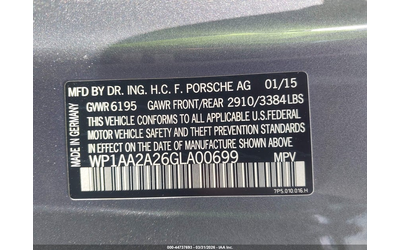 MFD BY DR. ING. H.C. F. PORSCHE AG 01/15
GVWR 6195 GAWR FRONT/REAR 2910/3384LBS
THIS VEHICLE CONFORMS TO ALL APPLICABLE U.S.FEDERAL
MOTOR VEHICLE SAFETY AND THEFT PREVENTION STANDARDS
IN EFFECT ON THE DATE OF MANUFACTURE SHOWN ABOVE.
WP1AA2A26GLA00699 MPV
MADE IN GERMANY
7P5.010.016.H